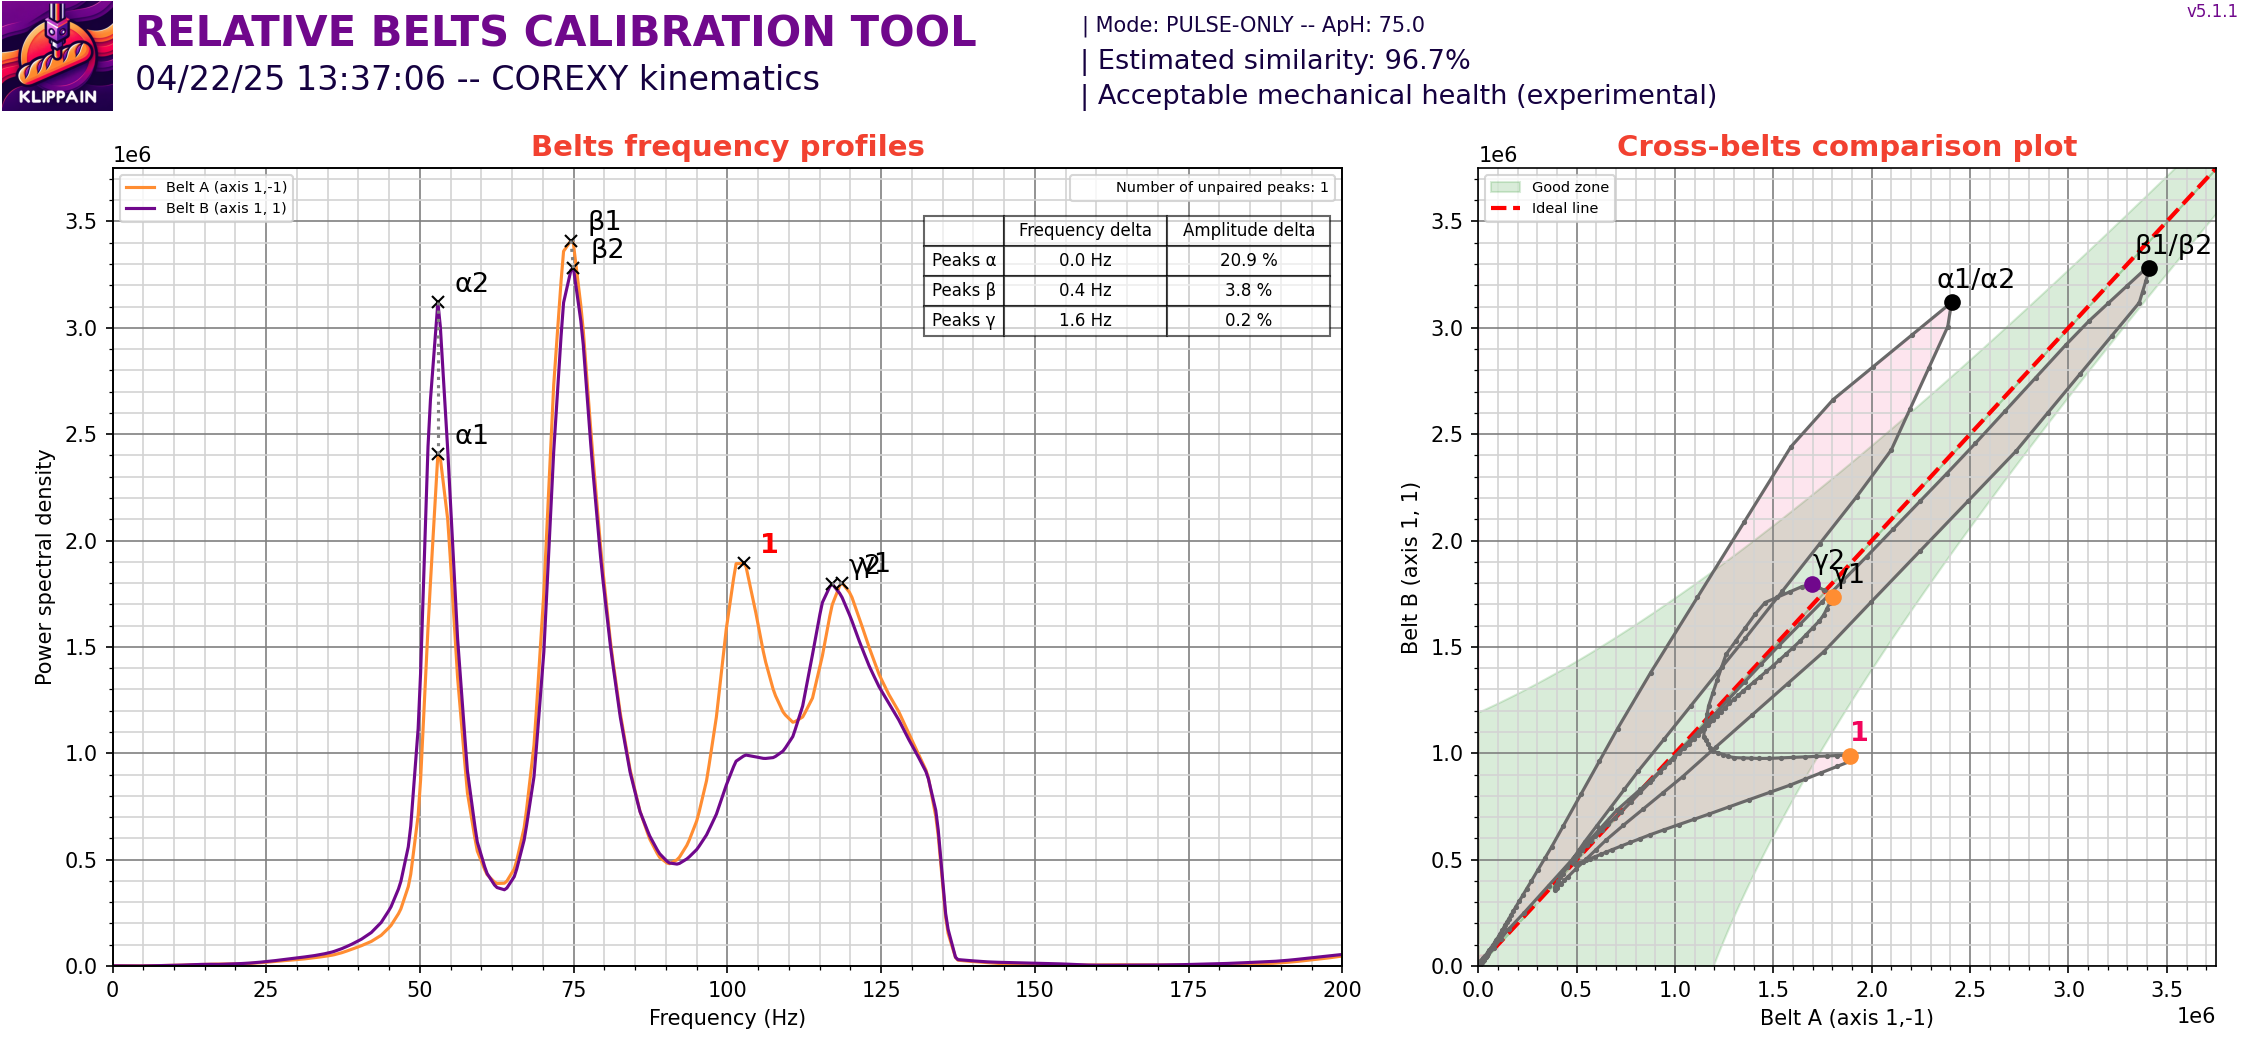 KLIPPAIN
RELATIVE BELTS CALIBRATION TOOL
04/22/25 13:37:06 -- COREXY kinematics
| Mode: PULSE-ONLY -- ApH: 75.0
| Estimated similarity: 96.7%
| Acceptable mechanical health (experimental)
v5.1.1
Belts frequency profiles
1e6
Belt A (axis 1,-1)
Belt B (axis 1, 1)
Number of unpaired peaks: 1
Frequency delta Amplitude delta
Peaks α 0.0 Hz 20.9 %
Peaks β 0.4 Hz 3.8 %
Peaks γ 1.6 Hz 0.2 %
β1
β2
α2
α1
1
γ2
γ1
3.5
3.0
2.5
2.0
1.5
1.0
0.5
0.0
Power spectral density
0 25 50 75 100 125 150 175 200
Frequency (Hz)
Cross-belts comparison plot
1e6
Good zone
Ideal line
β1/β2
α1/α2
γ2
γ1
1
3.5
3.0
2.5
2.0
1.5
1.0
0.5
0.0
Belt B (axis 1, 1)
0.0 0.5 1.0 1.5 2.0 2.5 3.0 3.5
Belt A (axis 1,-1)
1e6